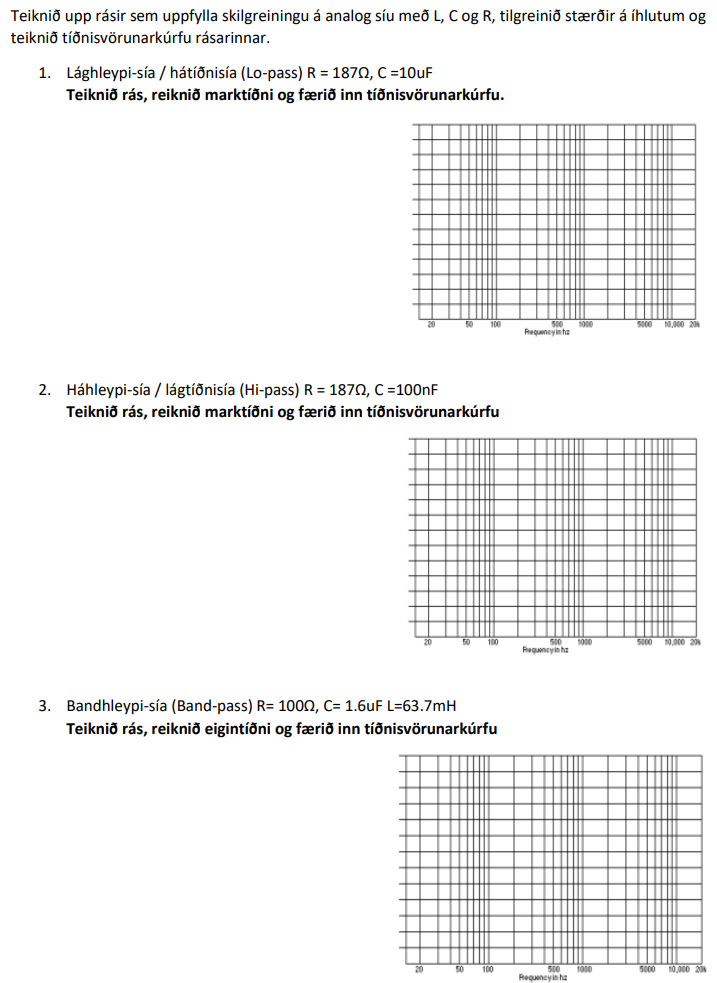 Teiknið upp rásir sem uppfylla skilgreiningu á analog síu með L, C og R, tilgreinið stærðir á íhlutum og
teiknið tíðnisvörunarkúrfu rásarinnar.
1. Lághleypi-sía / hátíðnisía (Lo-pass) R = 187Ω, C =10uF
Teiknið rás, reiknið marktíðni og færið inn tíðnisvörunarkúrfu.
20 50 100 500 1000 5000 10,000 20k
Frequency in hz
2. Háhleypi-sía / lágtíðnisía (Hi-pass) R = 187Ω, C =100nF
Teiknið rás, reiknið marktíðni og færið inn tíðnisvörunarkúrfu
20 50 100 500 1000 5000 10,000 20k
Frequency in hz
3. Bandhleypi-sía (Band-pass) R= 100Ω, C= 1.6uF L=63.7mH
Teiknið rás, reiknið eigintíðni og færið inn tíðnisvörunarkúrfu
20 50 100 500 1000 5000 10,000 20k
Frequency in hz